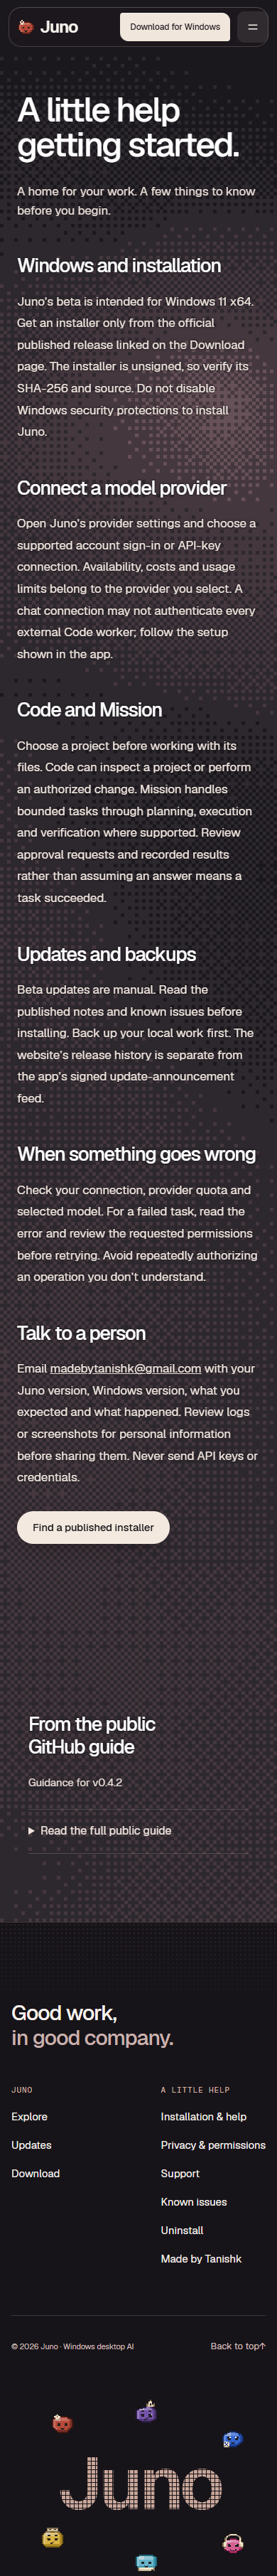 Juno
Download for Windows
A little help
getting started.
A home for your work. A few things to know
before you begin.
Windows and installation
Juno’s beta is intended for Windows 11 x64.
Get an installer only from the official
published release linked on the Download
page. The installer is unsigned, so verify its
SHA-256 and source. Do not disable
Windows security protections to install
Juno.
Connect a model provider
Open Juno’s provider settings and choose a
supported account sign-in or API-key
connection. Availability, costs and usage
limits belong to the provider you select. A
chat connection may not authenticate every
external Code worker; follow the setup
shown in the app.
Code and Mission
Choose a project before working with its
files. Code can inspect a project or perform
an authorized change. Mission handles
bounded tasks through planning, execution
and verification where supported. Review
approval requests and recorded results
rather than assuming an answer means a
task succeeded.
Updates and backups
Beta updates are manual. Read the
published notes and known issues before
installing. Back up your local work first. The
website’s release history is separate from
the app’s signed update-announcement
feed.
When something goes wrong
Check your connection, provider quota and
selected model. For a failed task, read the
error and review the requested permissions
before retrying. Avoid repeatedly authorizing
an operation you don’t understand.
Talk to a person
Email madebytanishk@gmail.com with your
Juno version, Windows version, what you
expected and what happened. Review logs
or screenshots for personal information
before sharing them. Never send API keys or
credentials.
Find a published installer
From the public
GitHub guide
Guidance for v0.4.2
Read the full public guide
Good work,
in good company.
JUNO
Explore
Updates
Download
A LITTLE HELP
Installation & help
Privacy & permissions
Support
Known issues
Uninstall
Made by Tanishk
© 2026 Juno · Windows desktop AI
Back to top↑
Juno